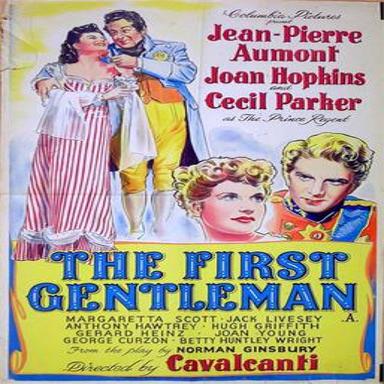 Columbia Pictures
present
Jean-Pierre
Aumont
Joan Hopkins
and
Cecil Parker
as The Prince Regent
THE FIRST
GENTLEMAN
A.
MARGARETTA SCOTT · JACK LIVESEY
ANTHONY HAWTREY · HUGH GRIFFITH
GERARD HEINZ · JOAN YOUNG
GEORGE CURZON · BETTY HUNTLEY WRIGHT
From the play by NORMAN GINSBURY
Directed by Cavalcanti